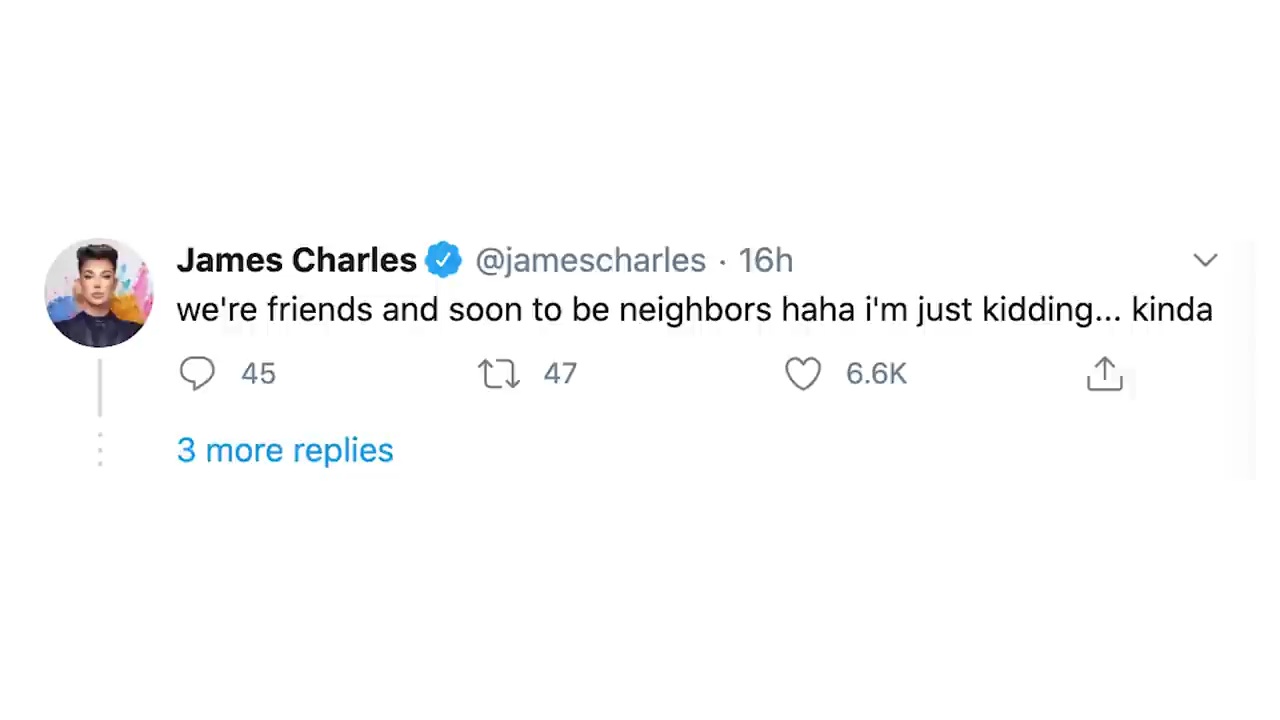 James Charles @jamescharles · 16h
we're friends and soon to be neighbors haha i'm just kidding... kinda
45 47 6.6K
3 more replies